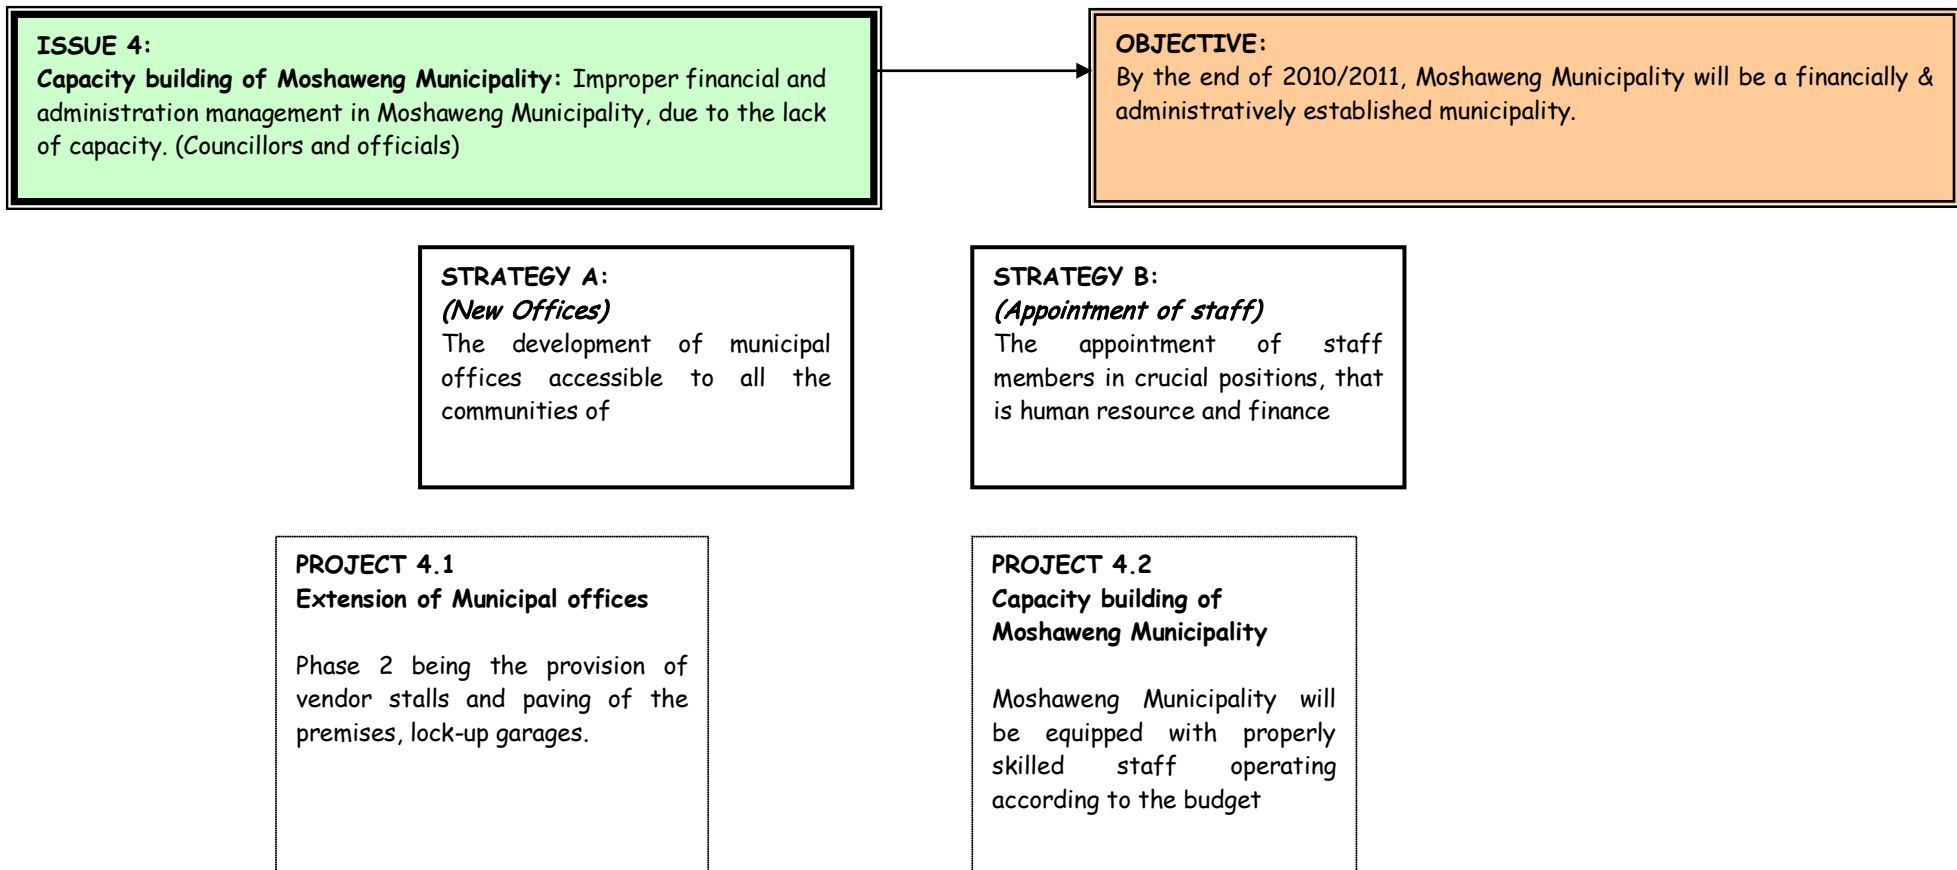 ISSUE 4:
Capacity building of Moshaweng Municipality: Improper financial and
administration management in Moshaweng Municipality, due to the lack
of capacity. (Councillors and officials)
OBJECTIVE:
By the end of 2010/2011, Moshaweng Municipality will be a financially &
administratively established municipality.
STRATEGY A:
(New Offices)
The development of municipal
offices accessible to all the
communities of
STRATEGY B:
(Appointment of staff)
The appointment of staff
members in crucial positions, that
is human resource and finance
PROJECT 4.1
Extension of Municipal offices
Phase 2 being the provision of
vendor stalls and paving of the
premises, lock-up garages.
PROJECT 4.2
Capacity building of
Moshaweng Municipality
Moshaweng Municipality will
be equipped with properly
skilled staff operating
according to the budget